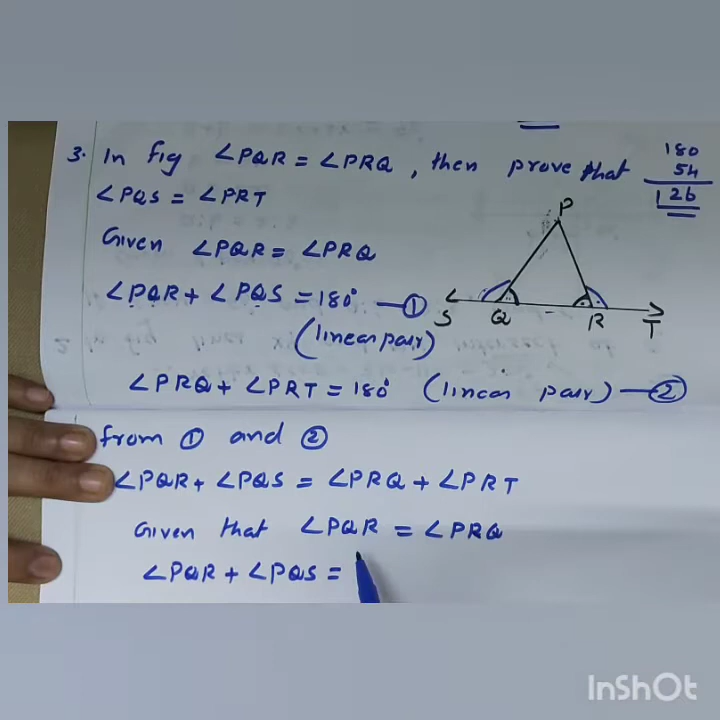 3. In fig ∠PQR = ∠PRQ, then prove that
∠PQS = ∠PRT
180
54
126
Given ∠PQR = ∠PRQ
∠PQR + ∠PQS = 180° — ①
(linear pair)
P
S Q R T
∠PRQ + ∠PRT = 180° (linear pair) — ②
from ① and ②
∠PQR + ∠PQS = ∠PRQ + ∠PRT
Given that ∠PQR = ∠PRQ
∠PQR + ∠PQS =
InShOt